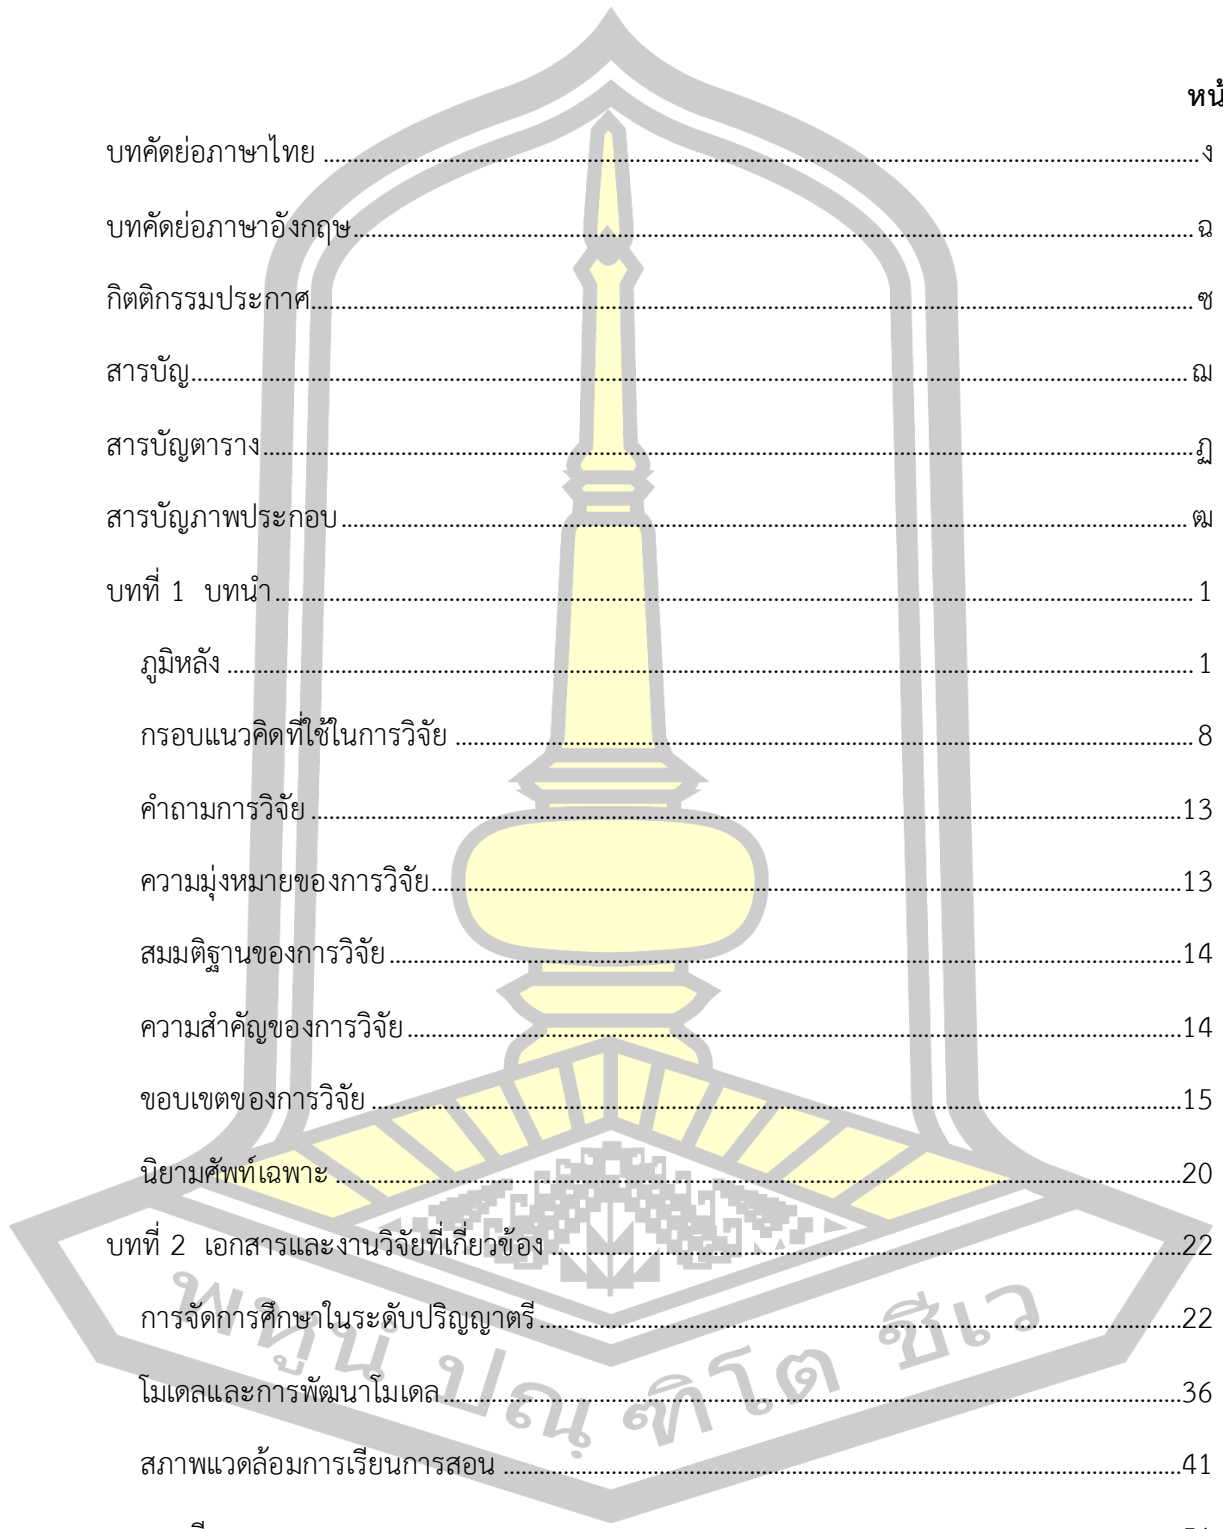 บทคัดย่อภาษาไทย ง
บทคัดย่อภาษาอังกฤษ ฉ
กิตติกรรมประกาศ ช
สารบัญ ฌ
สารบัญตาราง ฏ
สารบัญภาพประกอบ ฒ
บทที่ 1 บทนำ 1
ภูมิหลัง 1
กรอบแนวคิดที่ใช้ในการวิจัย 8
คำถามการวิจัย 13
ความมุ่งหมายของการวิจัย 13
สมมติฐานของการวิจัย 14
ความสำคัญของการวิจัย 14
ขอบเขตของการวิจัย 15
นิยามศัพท์เฉพาะ 20
บทที่ 2 เอกสารและงานวิจัยที่เกี่ยวข้อง 22
การจัดการศึกษาในระดับปริญญาตรี 22
โมเดลและการพัฒนาโมเดล 36
สภาพแวดล้อมการเรียนการสอน 41
พหูนํ ปณฺฑิโต ชีเว